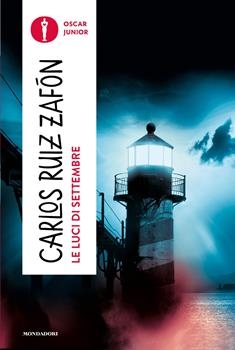 OSCAR
JUNIOR
CARLOS RUIZ ZAFÓN
LE LUCI DI SETTEMBRE
MONDADORI